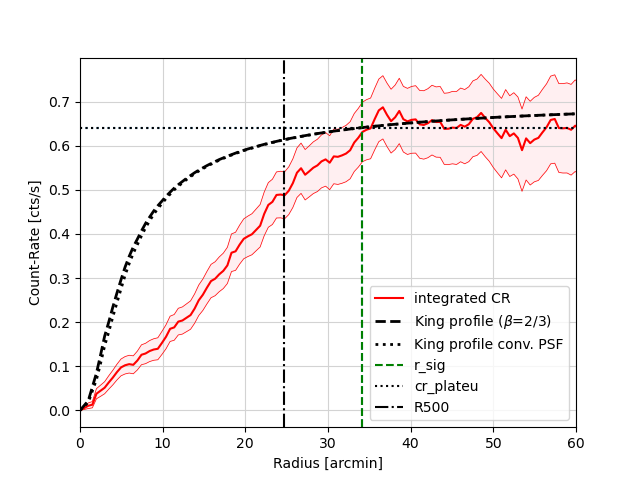 0.7
0.6
0.5
0.4
0.3
0.2
0.1
0.0
Count-Rate [cts/s]
integrated CR
King profile (β=2/3)
King profile conv. PSF
r_sig
cr_plateu
R500
0 10 20 30 40 50 60
Radius [arcmin]